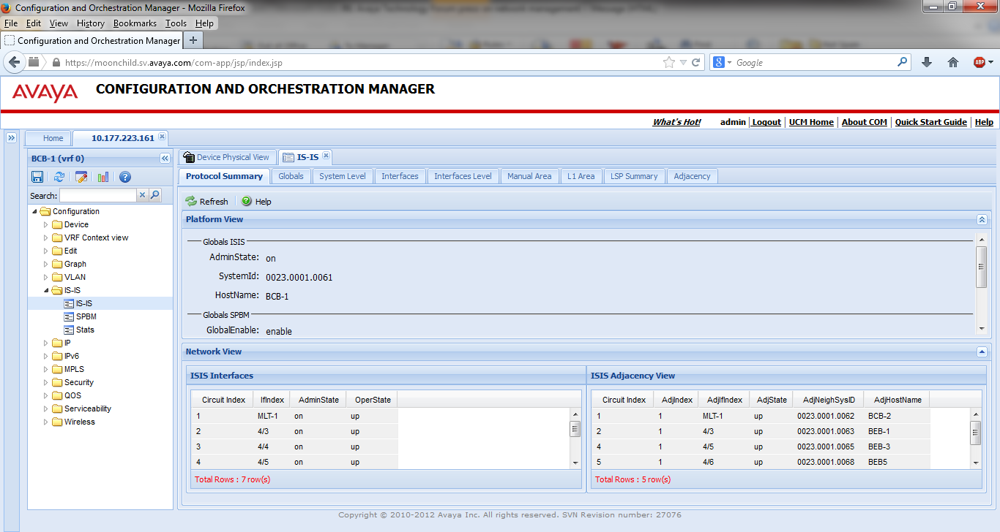 Configuration and Orchestration Manager - Mozilla Firefox
File Edit View History Bookmarks Tools Help
Configuration and Orchestration Manager
https://moonchild.sv.avaya.com/com-app/jsp/index.jsp
Google
ABP
AVAYA
CONFIGURATION AND ORCHESTRATION MANAGER
What's Hot! admin Logout UCM Home About COM Quick Start Guide Help
Home 10.177.223.161
BCB-1 (vrf 0)
Device Physical View IS-IS
Protocol Summary Globals System Level Interfaces Interfaces Level Manual Area L1 Area LSP Summary Adjacency
Search:
Configuration
Device
VRF Context view
Edit
Graph
VLAN
IS-IS
IS-IS
SPBM
Stats
IP
IPv6
MPLS
Security
QOS
Serviceability
Wireless
Refresh Help
Platform View
Globals ISIS
AdminState: on
SystemId: 0023.0001.0061
HostName: BCB-1
Globals SPBM
GlobalEnable: enable
Network View
ISIS Interfaces
Circuit Index IfIndex AdminState OperState
1 MLT-1 on up
2 4/3 on up
3 4/4 on up
4 4/5 on up
Total Rows : 7 row(s)
ISIS Adjacency View
Circuit Index AdjIndex AdjIfIndex AdjState AdjNeighSysID AdjHostName
1 1 MLT-1 up 0023.0001.0062 BCB-2
2 1 4/3 up 0023.0001.0063 BEB-1
4 1 4/5 up 0023.0001.0065 BEB-3
5 1 4/6 up 0023.0001.0068 BEB5
Total Rows : 5 row(s)
Copyright © 2010-2012 Avaya Inc. All rights reserved. SVN Revision number: 27076